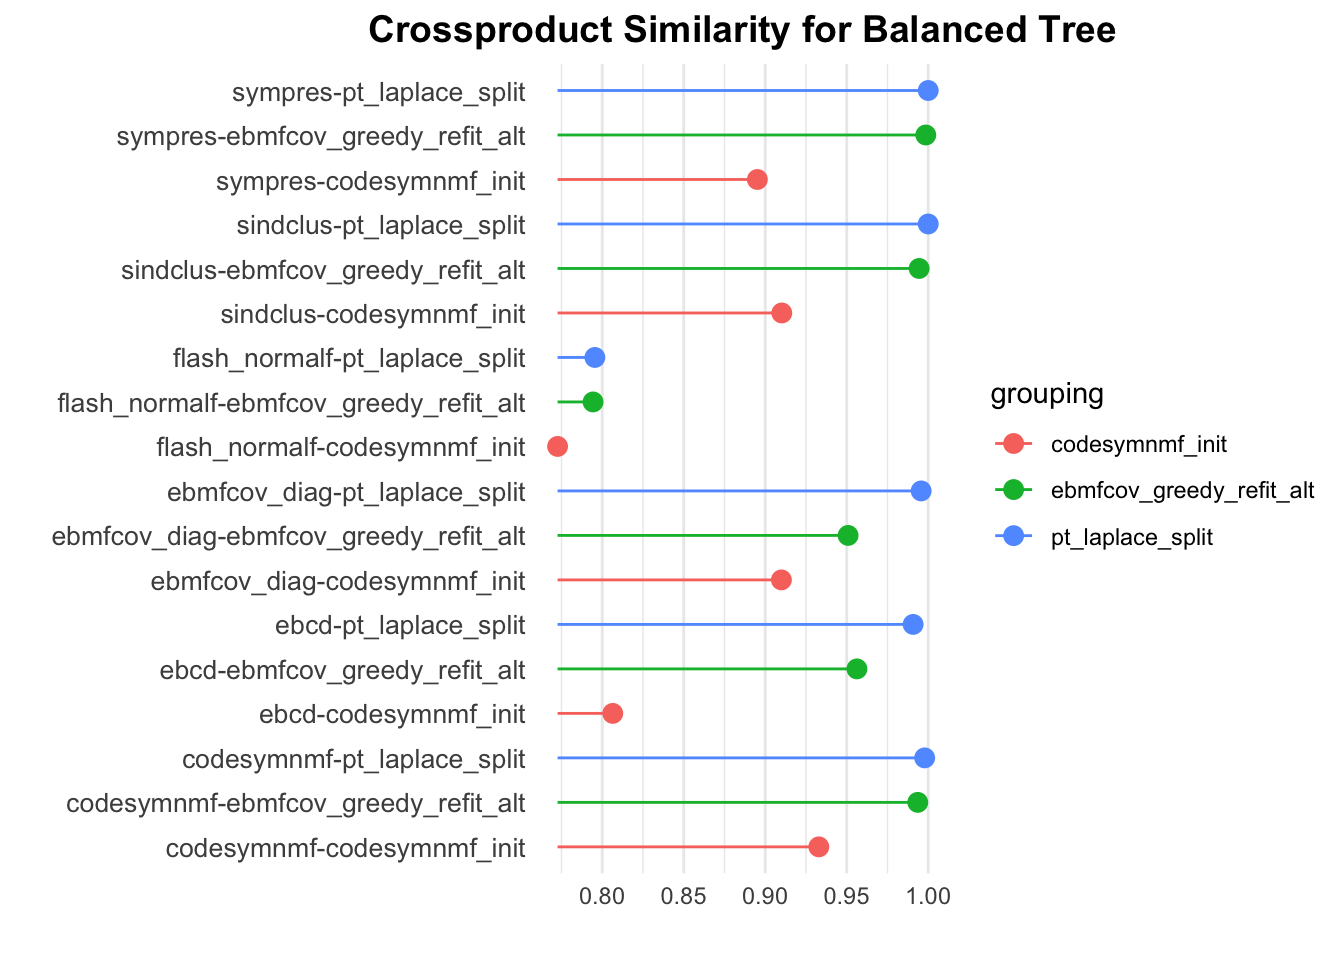 Crossproduct Similarity for Balanced Tree
sympres-pt_laplace_split
sympres-ebmfcov_greedy_refit_alt
sympres-codesymnmf_init
sindclus-pt_laplace_split
sindclus-ebmfcov_greedy_refit_alt
sindclus-codesymnmf_init
flash_normalf-pt_laplace_split
flash_normalf-ebmfcov_greedy_refit_alt
flash_normalf-codesymnmf_init
ebmfcov_diag-pt_laplace_split
ebmfcov_diag-ebmfcov_greedy_refit_alt
ebmfcov_diag-codesymnmf_init
ebcd-pt_laplace_split
ebcd-ebmfcov_greedy_refit_alt
ebcd-codesymnmf_init
codesymnmf-pt_laplace_split
codesymnmf-ebmfcov_greedy_refit_alt
codesymnmf-codesymnmf_init
0.80 0.85 0.90 0.95 1.00
grouping
codesymnmf_init
ebmfcov_greedy_refit_alt
pt_laplace_split